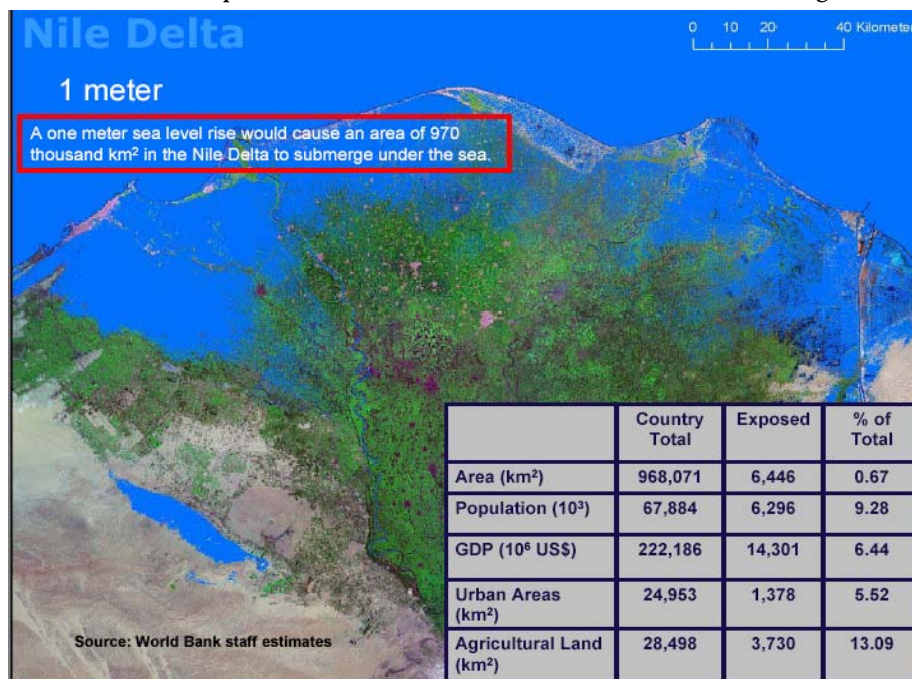 Nile Delta
0 10 20 40 Kilometer
1 meter
A one meter sea level rise would cause an area of 970
thousand km² in the Nile Delta to submerge under the sea.
Country Total Exposed % of Total
Area (km²) 968,071 6,446 0.67
Population (10³) 67,884 6,296 9.28
GDP (10⁶ US$) 222,186 14,301 6.44
Urban Areas (km²) 24,953 1,378 5.52
Agricultural Land (km²) 28,498 3,730 13.09
Source: World Bank staff estimates